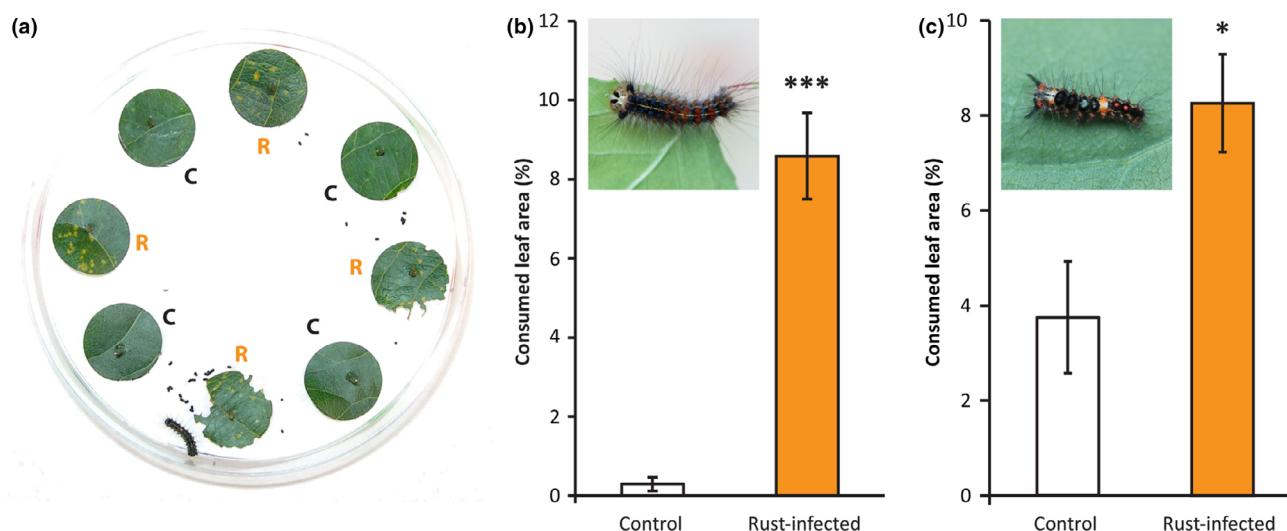 (a)
R
C
C
R
R
C
C
R
(b)
Consumed leaf area (%)
12
10
8
6
4
2
0
***
Control
Rust-infected
(c)
Consumed leaf area (%)
10
8
6
4
2
0
*
Control
Rust-infected